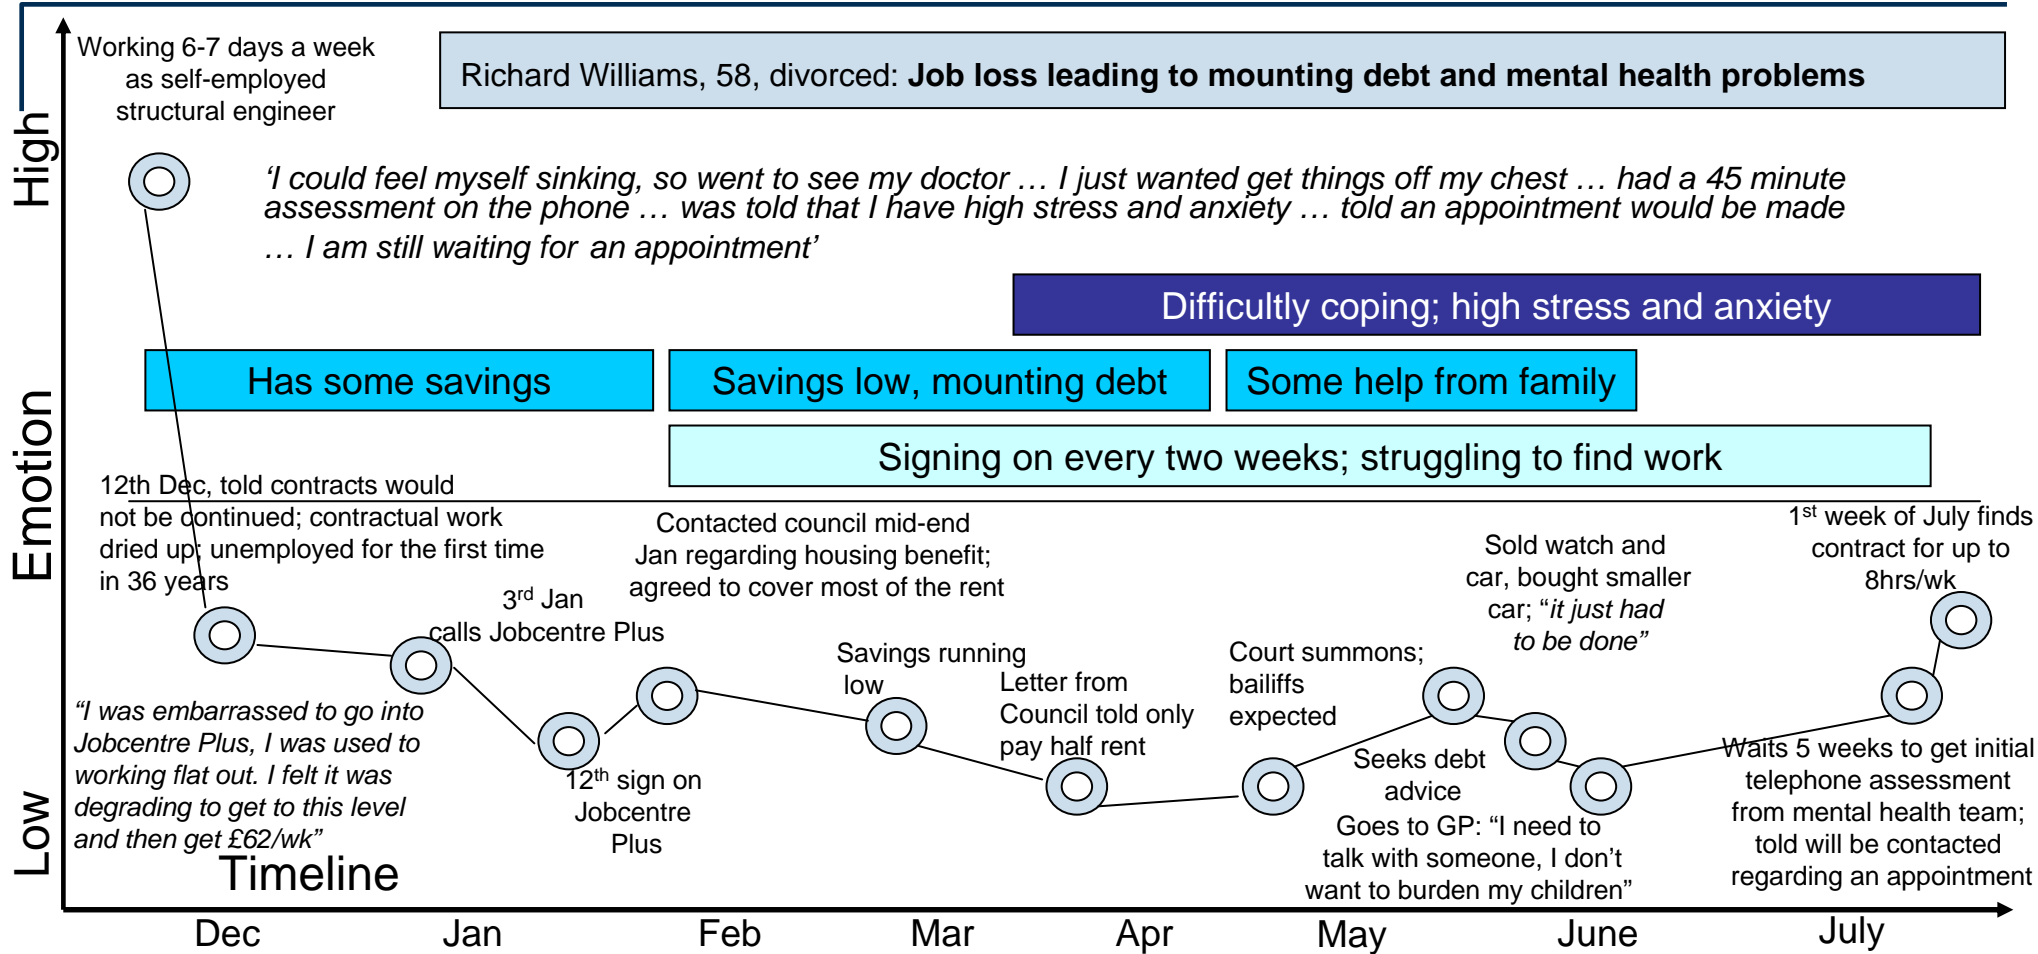 Working 6-7 days a week
as self-employed
structural engineer
Richard Williams, 58, divorced: Job loss leading to mounting debt and mental health problems
High
‘I could feel myself sinking, so went to see my doctor … I just wanted get things off my chest … had a 45 minute
assessment on the phone … was told that I have high stress and anxiety … told an appointment would be made
… I am still waiting for an appointment’
Difficultly coping; high stress and anxiety
Has some savings
Savings low, mounting debt
Some help from family
Signing on every two weeks; struggling to find work
Emotion
12th Dec, told contracts would
not be continued; contractual work
dried up; unemployed for the first time
in 36 years
3rd Jan
calls Jobcentre Plus
Contacted council mid-end
Jan regarding housing benefit;
agreed to cover most of the rent
Sold watch and
car, bought smaller
car; “it just had
to be done”
1st week of July finds
contract for up to
8hrs/wk
“I was embarrassed to go into
Jobcentre Plus, I was used to
working flat out. I felt it was
degrading to get to this level
and then get £62/wk”
12th sign on
Jobcentre
Plus
Savings running
low
Letter from
Council told only
pay half rent
Court summons;
bailiffs
expected
Seeks debt
advice
Goes to GP: “I need to
talk with someone, I don’t
want to burden my children”
Waits 5 weeks to get initial
telephone assessment
from mental health team;
told will be contacted
regarding an appointment
Low
Timeline
Dec Jan Feb Mar Apr May June July